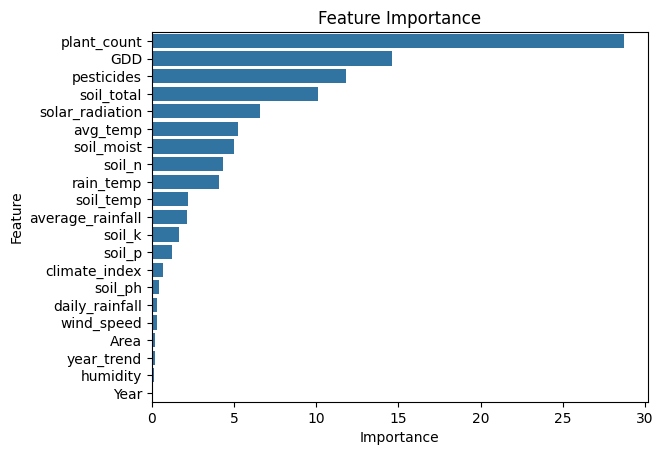 Feature Importance
plant_count
GDD
pesticides
soil_total
solar_radiation
avg_temp
soil_moist
soil_n
rain_temp
soil_temp
average_rainfall
soil_k
soil_p
climate_index
soil_ph
daily_rainfall
wind_speed
Area
year_trend
humidity
Year
Feature
0 5 10 15 20 25 30
Importance